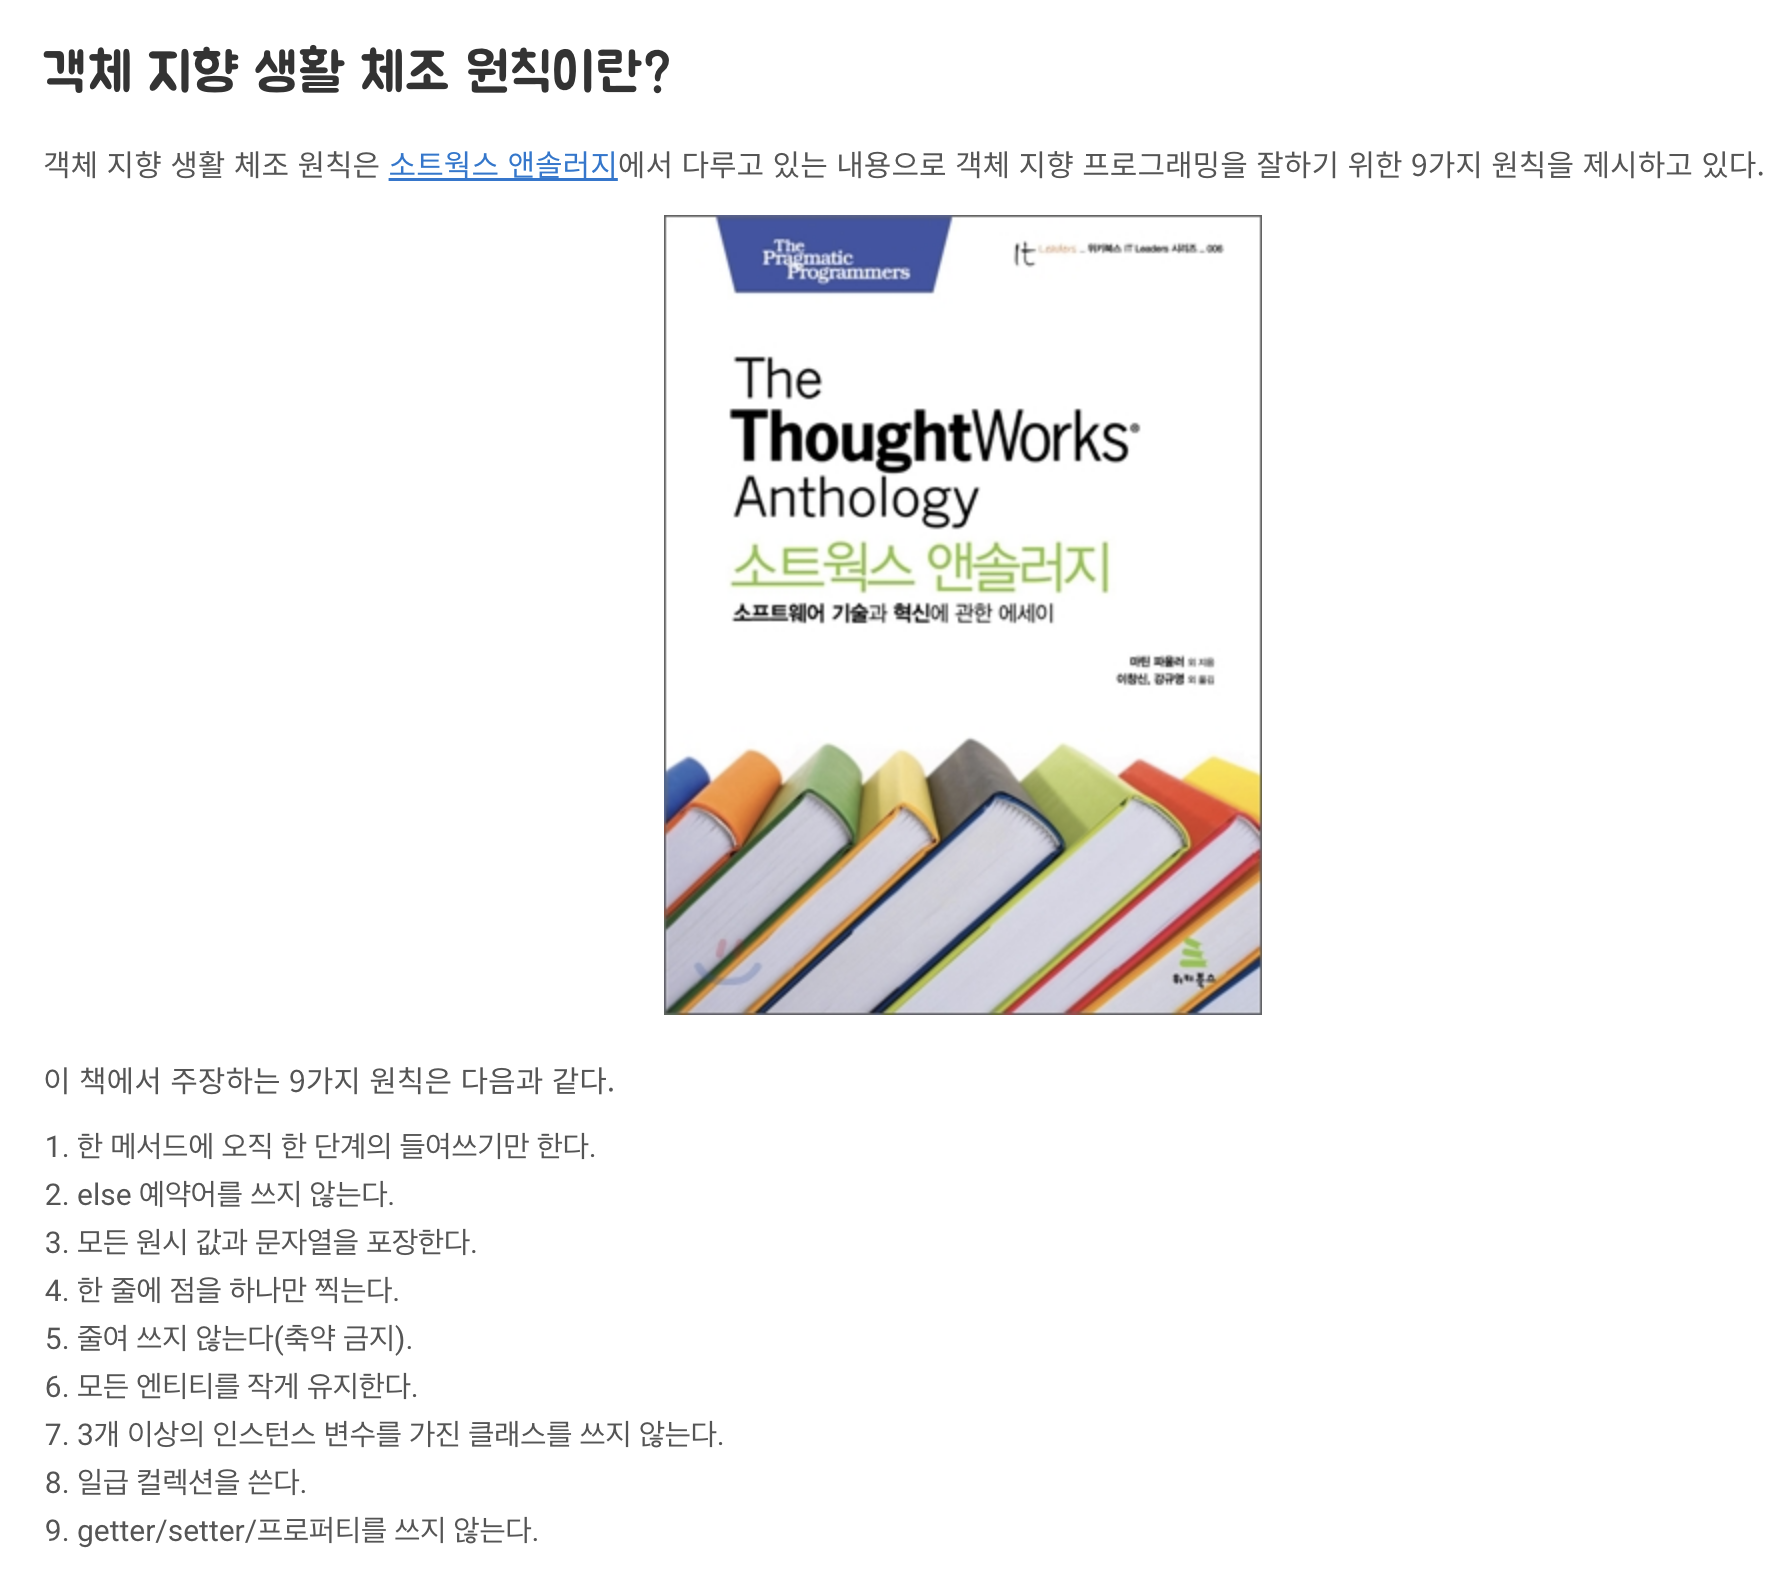 객체 지향 생활 체조 원칙이란?
객체 지향 생활 체조 원칙은 소트웍스 앤솔러지에서 다루고 있는 내용으로 객체 지향 프로그래밍을 잘하기 위한 9가지 원칙을 제시하고 있다.
The
Pragmatic
Programmers
It Leaders _ 위키북스 IT Leaders 시리즈 _ 006
The
ThoughtWorks®
Anthology
소트웍스 앤솔러지
소프트웨어 기술과 혁신에 관한 에세이
마틴 파울러 외 지음
이창신, 강규영 외 옮김
위키북스
이 책에서 주장하는 9가지 원칙은 다음과 같다.
1. 한 메서드에 오직 한 단계의 들여쓰기만 한다.
2. else 예약어를 쓰지 않는다.
3. 모든 원시 값과 문자열을 포장한다.
4. 한 줄에 점을 하나만 찍는다.
5. 줄여 쓰지 않는다(축약 금지).
6. 모든 엔티티를 작게 유지한다.
7. 3개 이상의 인스턴스 변수를 가진 클래스를 쓰지 않는다.
8. 일급 컬렉션을 쓴다.
9. getter/setter/프로퍼티를 쓰지 않는다.